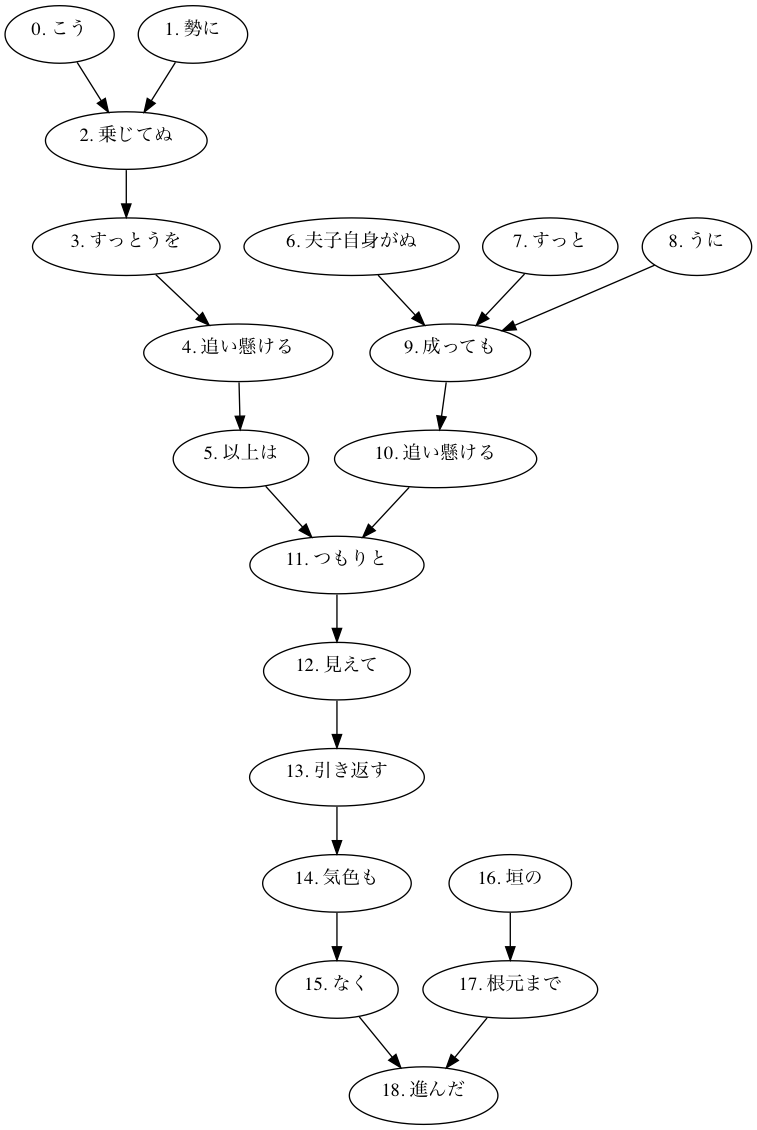 0. こう
1. 勢に
2. 乗じてぬ
3. すっとうを
6. 夫子自身がぬ
7. すっと
8. うに
4. 追い懸ける
9. 成っても
5. 以上は
10. 追い懸ける
11. つもりと
12. 見えて
13. 引き返す
14. 気色も
16. 垣の
15. なく
17. 根元まで
18. 進んだ